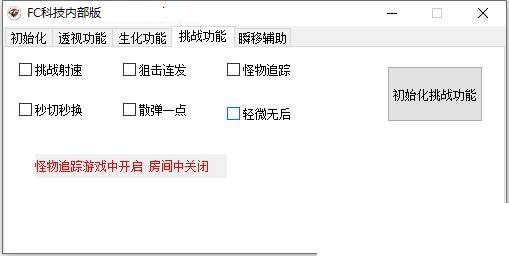 FC科技内部版
初始化 透视功能 生化功能 挑战功能 瞬移辅助
挑战射速 狙击连发 怪物追踪
初始化挑战功能
秒切秒换 散弹一点 轻微无后
怪物追踪游戏中开启 房间中关闭